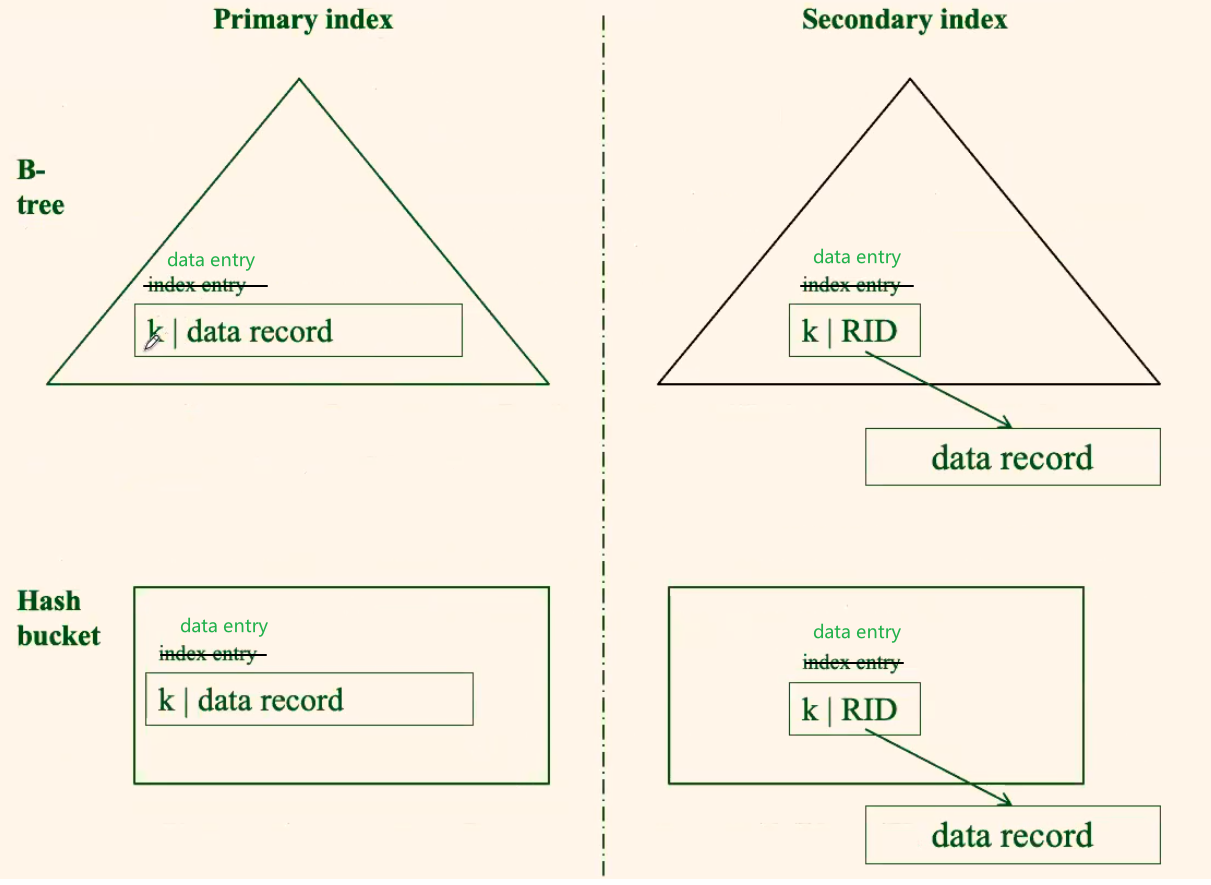 Primary index
Secondary index
B-
tree
data entry
index entry
k | data record
data entry
index entry
k | RID
data record
Hash
bucket
data entry
index entry
k | data record
data entry
index entry
k | RID
data record